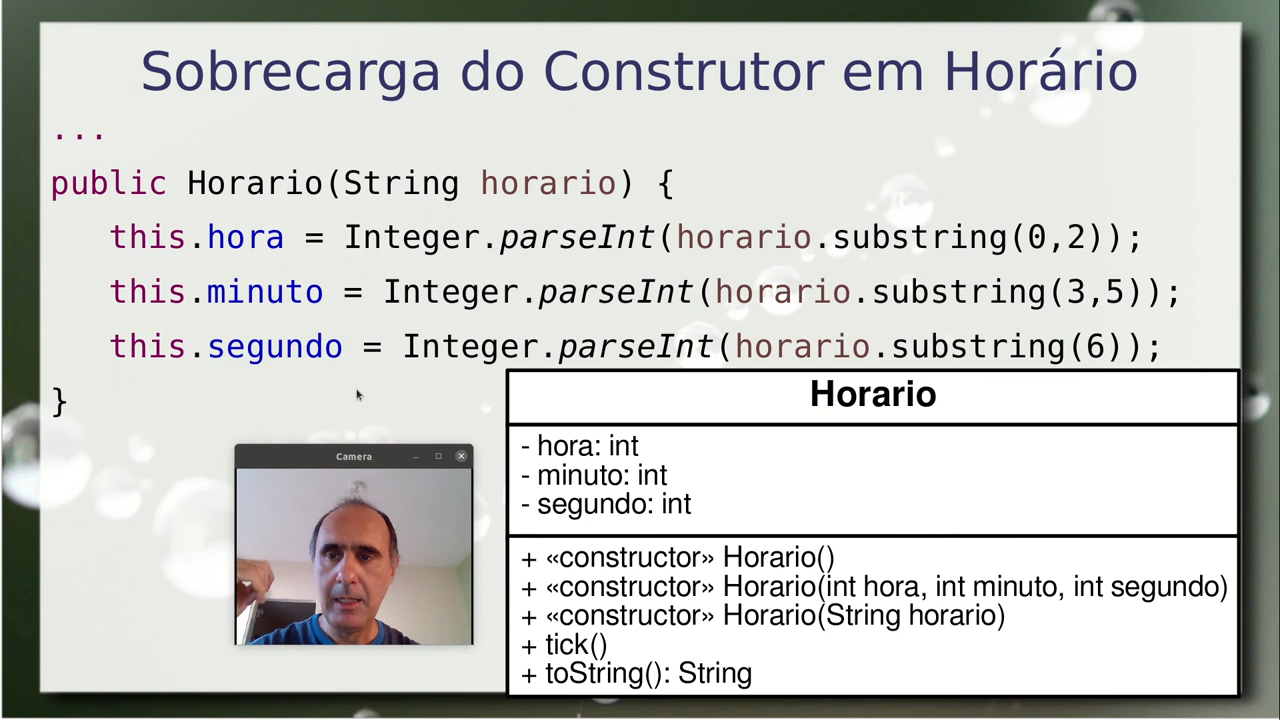 Sobrecarga do Construtor em Horário
...
public Horario(String horario) {
this.hora = Integer.parseInt(horario.substring(0,2));
this.minuto = Integer.parseInt(horario.substring(3,5));
this.segundo = Integer.parseInt(horario.substring(6));
}
Camera
Horario
- hora: int
- minuto: int
- segundo: int
+ «constructor» Horario()
+ «constructor» Horario(int hora, int minuto, int segundo)
+ «constructor» Horario(String horario)
+ tick()
+ toString(): String